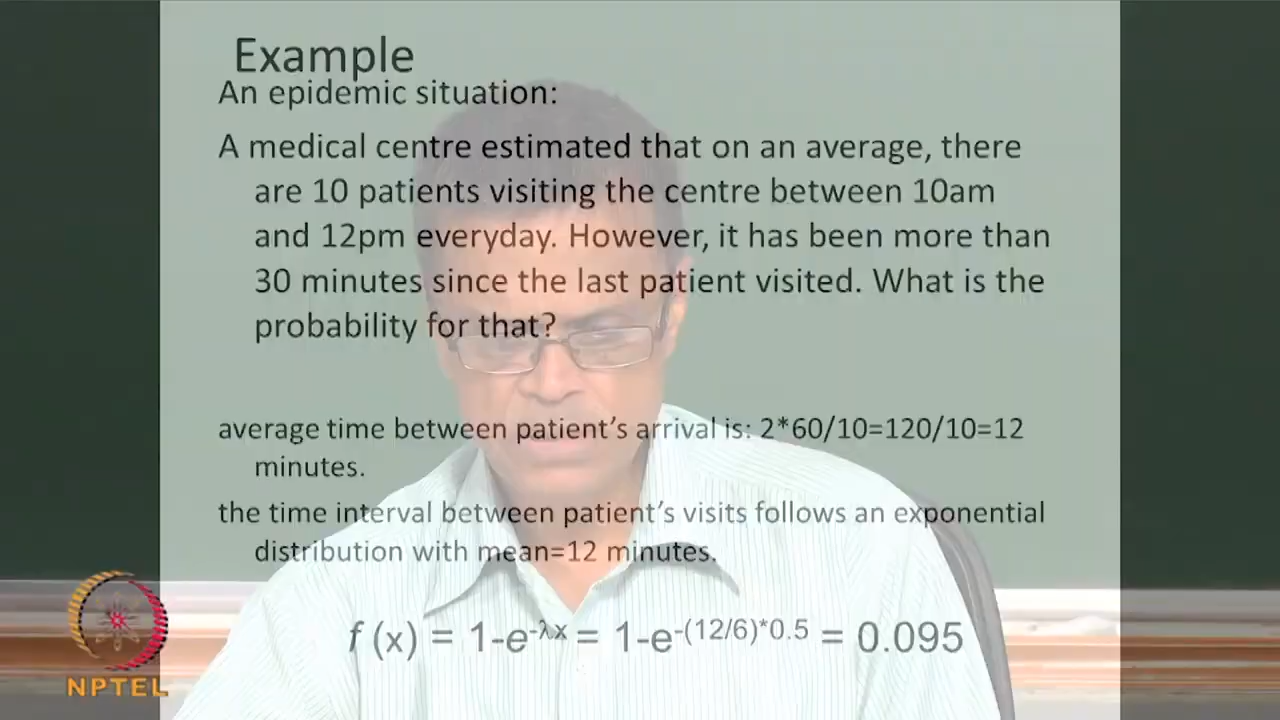 Example
An epidemic situation:
A medical centre estimated that on an average, there
are 10 patients visiting the centre between 10am
and 12pm everyday. However, it has been more than
30 minutes since the last patient visited. What is the
probability for that?
average time between patient's arrival is: 2*60/10=120/10=12
minutes.
the time interval between patient's visits follows an exponential
distribution with mean=12 minutes.
f (x) = 1-e-λx = 1-e-(12/6)*0.5 = 0.095
NPTEL